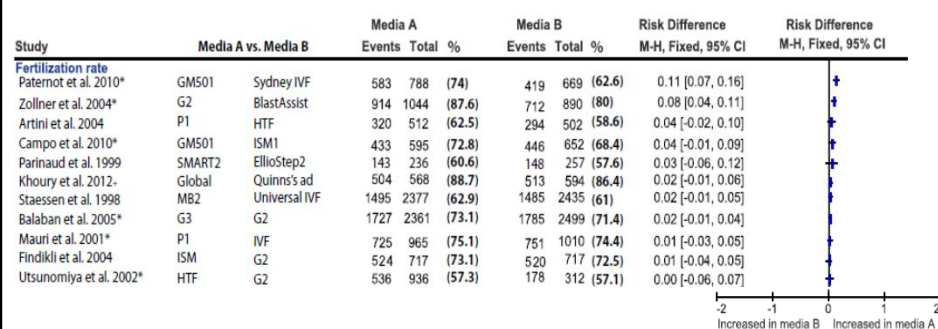 Media A Media B Risk Difference Risk Difference
Study Media A vs. Media B Events Total % Events Total % M-H, Fixed, 95% CI M-H, Fixed, 95% CI
Fertilization rate
Paternot et al. 2010* GM501 Sydney IVF 583 788 (74) 419 669 (62.6) 0.11 [0.07, 0.16]
Zollner et al. 2004* G2 BlastAssist 914 1044 (87.6) 712 890 (80) 0.08 [0.04, 0.11]
Artini et al. 2004 P1 HTF 320 512 (62.5) 294 502 (58.6) 0.04 [-0.02, 0.10]
Campo et al. 2010* GM501 ISM1 433 595 (72.8) 446 652 (68.4) 0.04 [-0.01, 0.09]
Parinaud et al. 1999 SMART2 EllioStep2 143 236 (60.6) 148 257 (57.6) 0.03 [-0.06, 0.12]
Khoury et al. 2012+ Global Quinns's ad 504 568 (88.7) 513 594 (86.4) 0.02 [-0.01, 0.06]
Staessen et al. 1998 MB2 Universal IVF 1495 2377 (62.9) 1485 2435 (61) 0.02 [-0.01, 0.05]
Balaban et al. 2005* G3 G2 1727 2361 (73.1) 1785 2499 (71.4) 0.02 [-0.01, 0.04]
Mauri et al. 2001* P1 IVF 725 965 (75.1) 751 1010 (74.4) 0.01 [-0.03, 0.05]
Findikli et al. 2004 ISM G2 524 717 (73.1) 520 717 (72.5) 0.01 [-0.04, 0.05]
Utsunomiya et al. 2002* HTF G2 536 936 (57.3) 178 312 (57.1) 0.00 [-0.06, 0.07]
-2 -1 0 1 2
Increased in media B Increased in media A